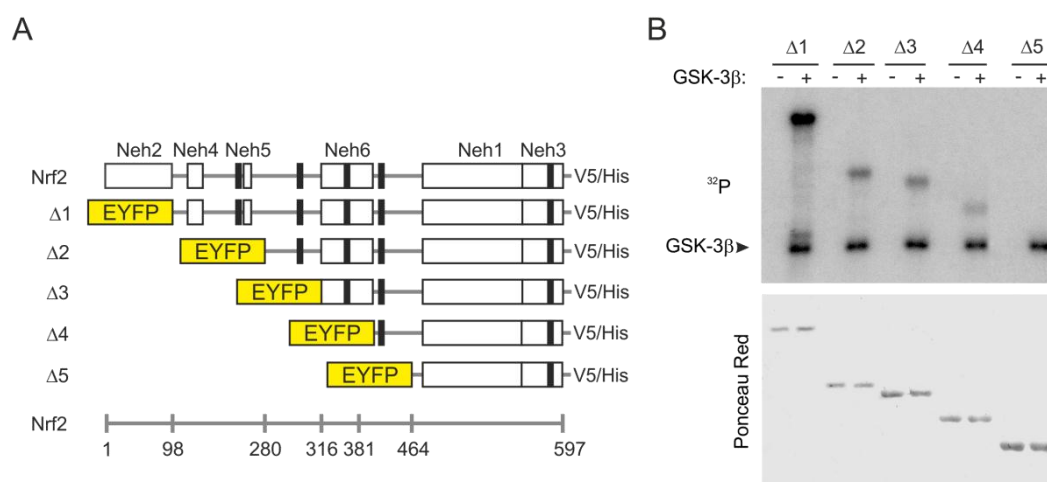 A
Neh2 Neh4 Neh5 Neh6 Neh1 Neh3
Nrf2 V5/His
Δ1 EYFP V5/His
Δ2 EYFP V5/His
Δ3 EYFP V5/His
Δ4 EYFP V5/His
Δ5 EYFP V5/His
Nrf2
1 98 280 316 381 464 597
B
Δ1 Δ2 Δ3 Δ4 Δ5
GSK-3β: - + - + - + - + - +
³²P
GSK-3β
Ponceau Red